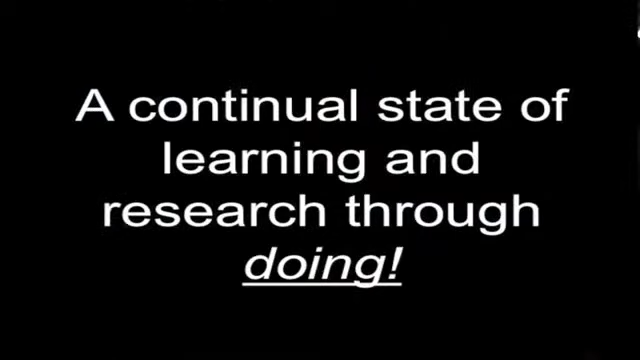 A continual state of
learning and
research through
doing!